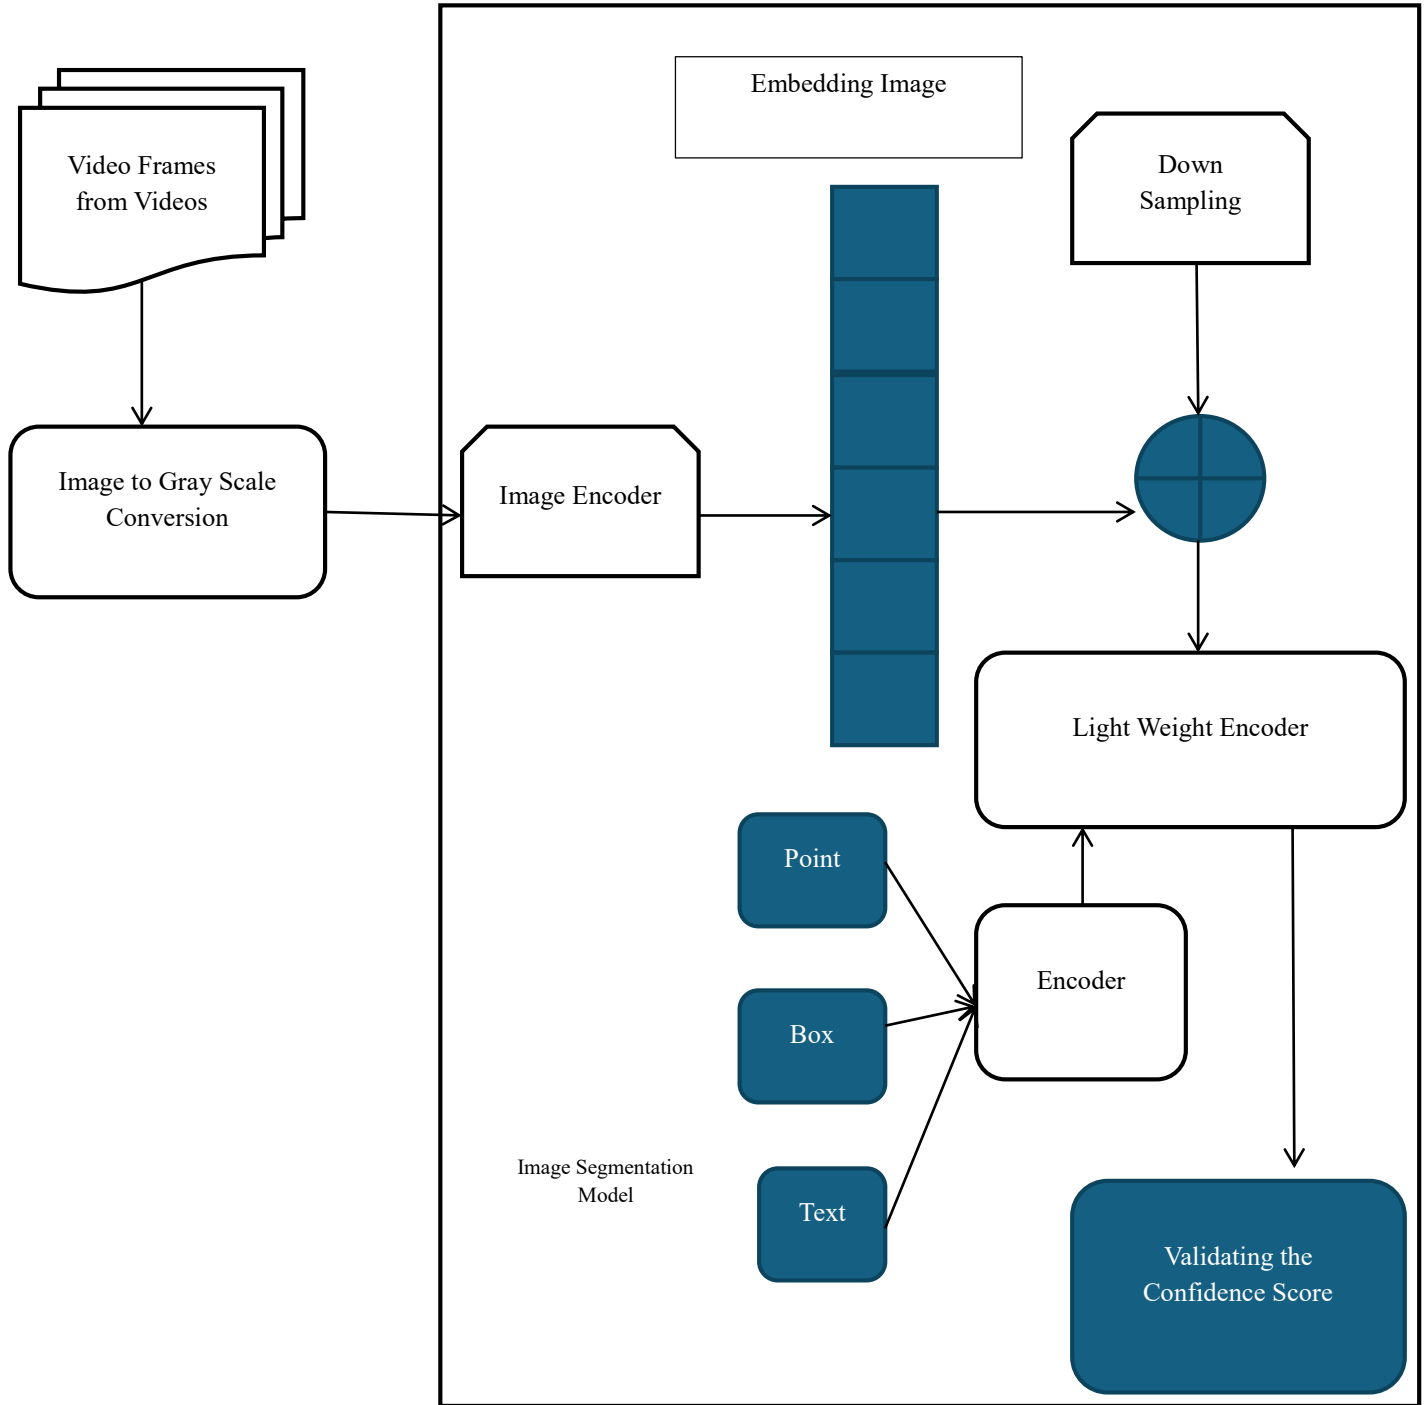 Embedding Image
Video Frames
from Videos
Down
Sampling
Image to Gray Scale
Conversion
Image Encoder
Light Weight Encoder
Point
Encoder
Box
Image Segmentation
Model
Text
Validating the
Confidence Score